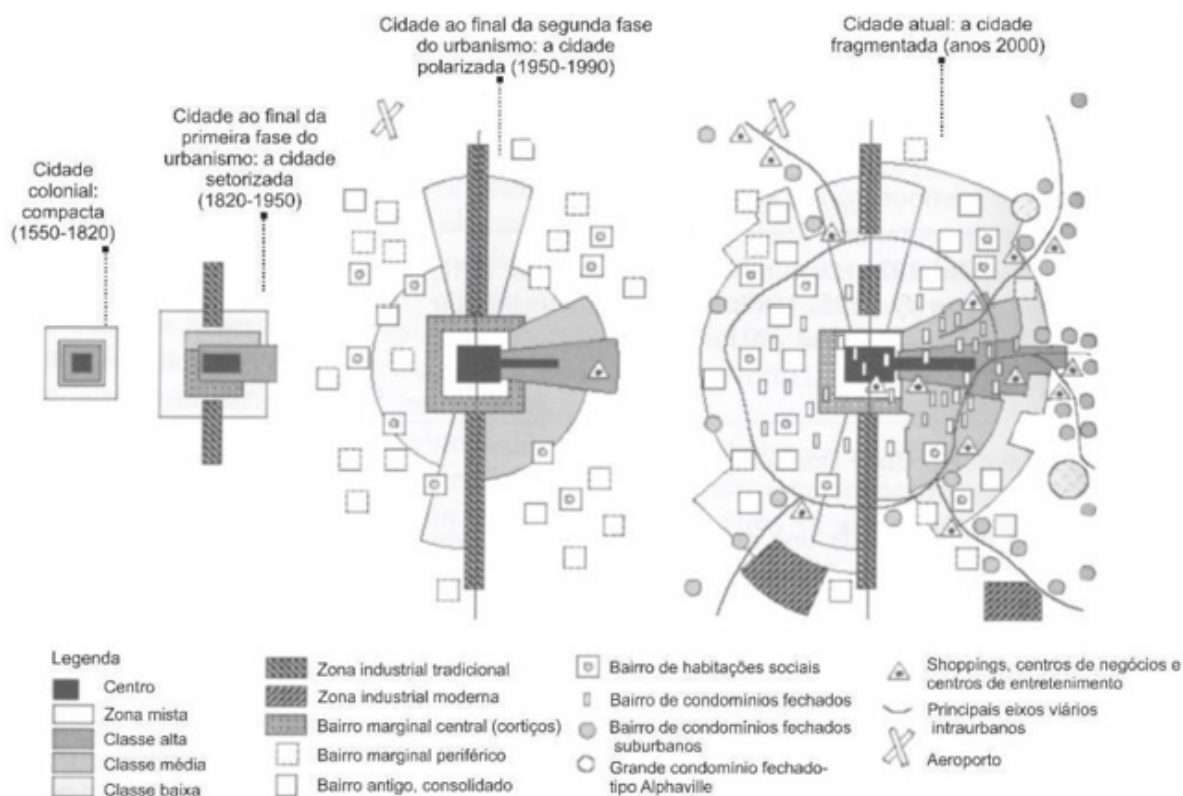 Cidade ao final da segunda fase
do urbanismo: a cidade
polarizada (1950-1990)
Cidade atual: a cidade
fragmentada (anos 2000)
Cidade ao final da
primeira fase do
urbanismo: a cidade
setorizada
(1820-1950)
Cidade
colonial:
compacta
(1550-1820)
Legenda
Centro
Zona mista
Classe alta
Classe média
Classe baixa
Zona industrial tradicional
Zona industrial moderna
Bairro marginal central (cortiços)
Bairro marginal periférico
Bairro antigo, consolidado
Bairro de habitações sociais
Bairro de condomínios fechados
Bairro de condomínios fechados
suburbanos
Grande condomínio fechado-
tipo Alphaville
Shoppings, centros de negócios e
centros de entretenimento
Principais eixos viários
intraurbanos
Aeroporto